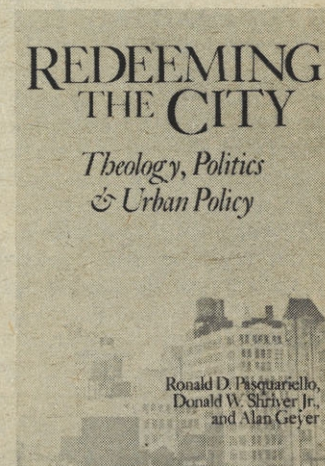 REDEEMING
THE CITY
Theology, Politics
& Urban Policy
Ronald D. Pasquariello,
Donald W. Shriver Jr.,
and Alan Geyer